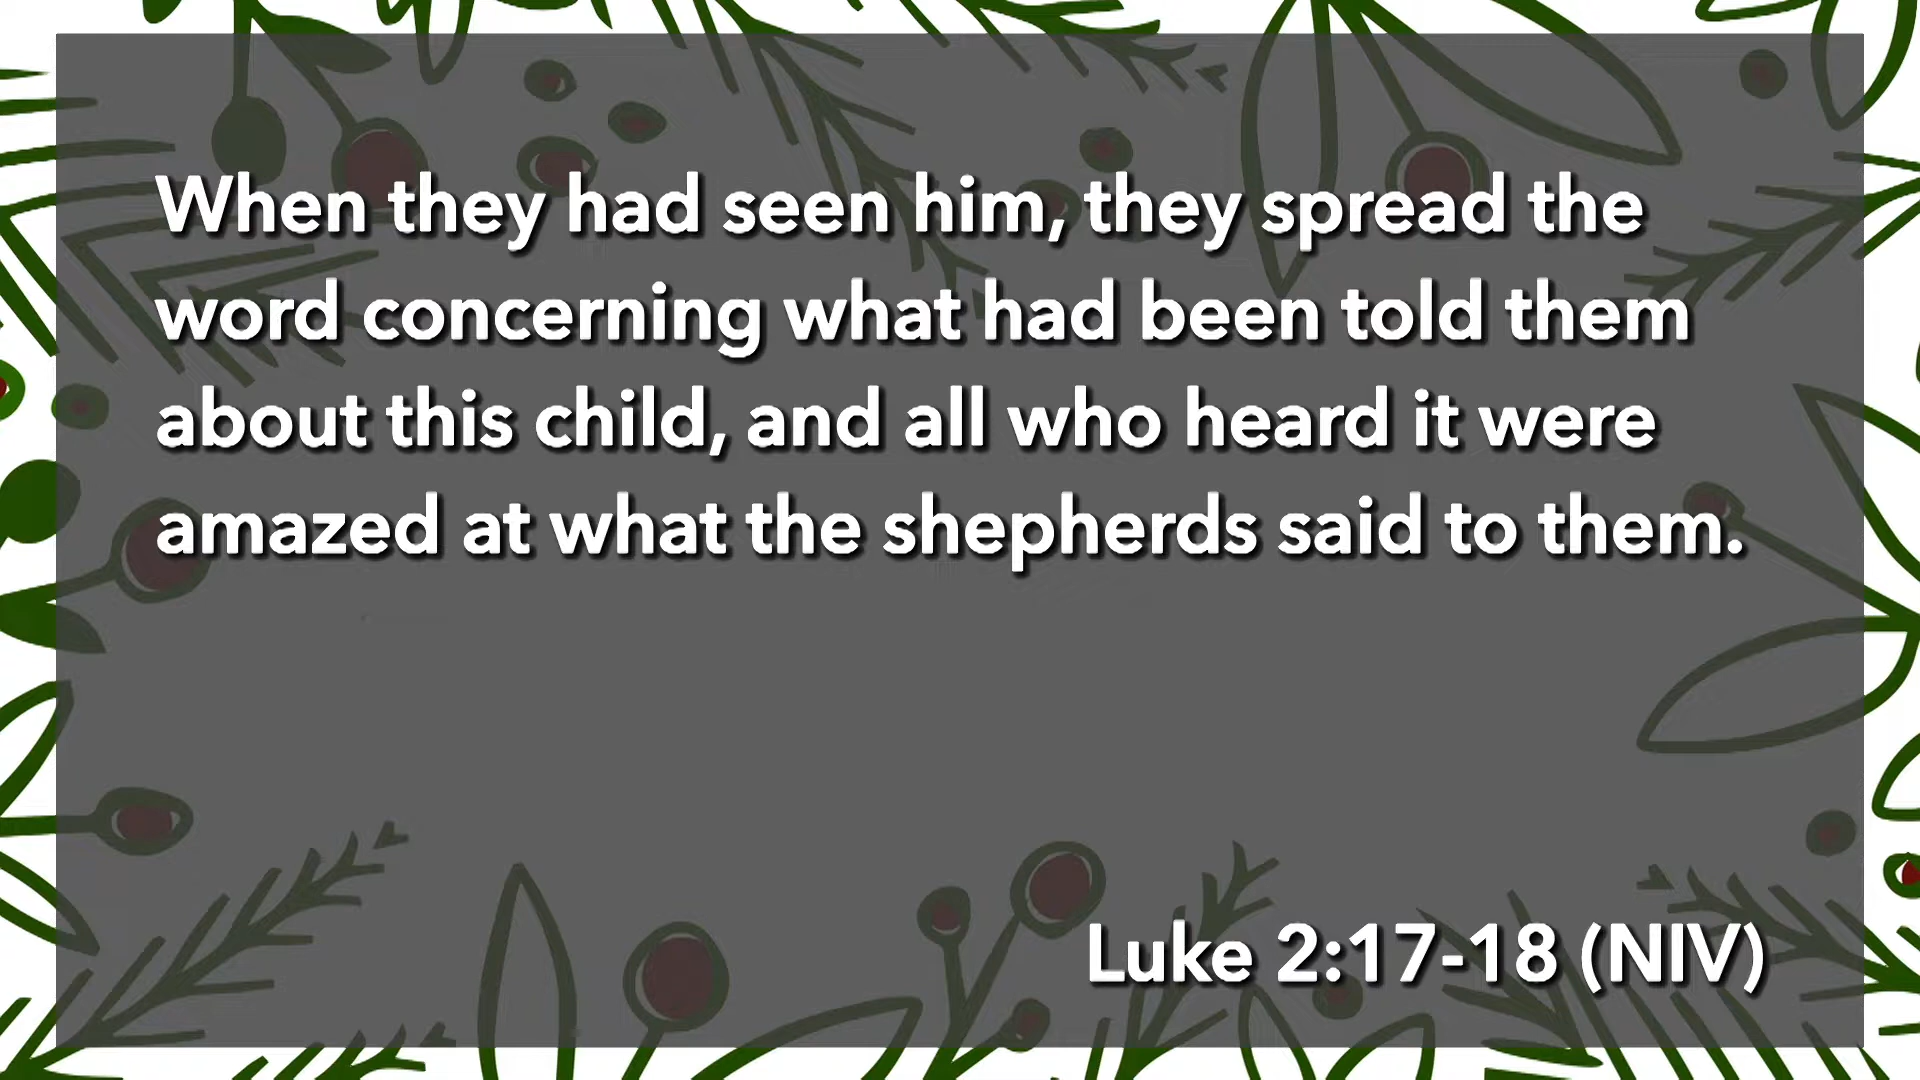 When they had seen him, they spread the
word concerning what had been told them
about this child, and all who heard it were
amazed at what the shepherds said to them.
Luke 2:17-18 (NIV)